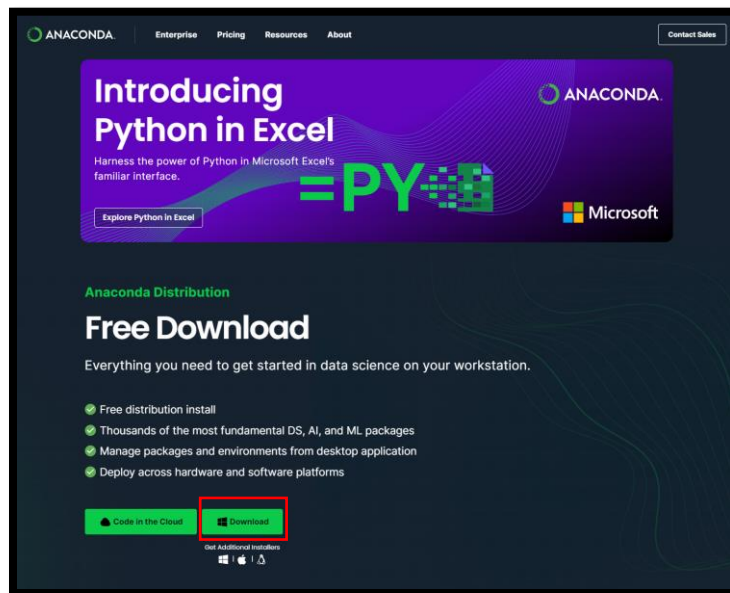 ANACONDA.
Enterprise Pricing Resources About
Contact Sales
Introducing
Python in Excel
Harness the power of Python in Microsoft Excel's
familiar interface.
Explore Python in Excel
=PY
ANACONDA.
Microsoft
Anaconda Distribution
Free Download
Everything you need to get started in data science on your workstation.
Free distribution install
Thousands of the most fundamental DS, AI, and ML packages
Manage packages and environments from desktop application
Deploy across hardware and software platforms
Code in the Cloud
Download
Get Additional Installers